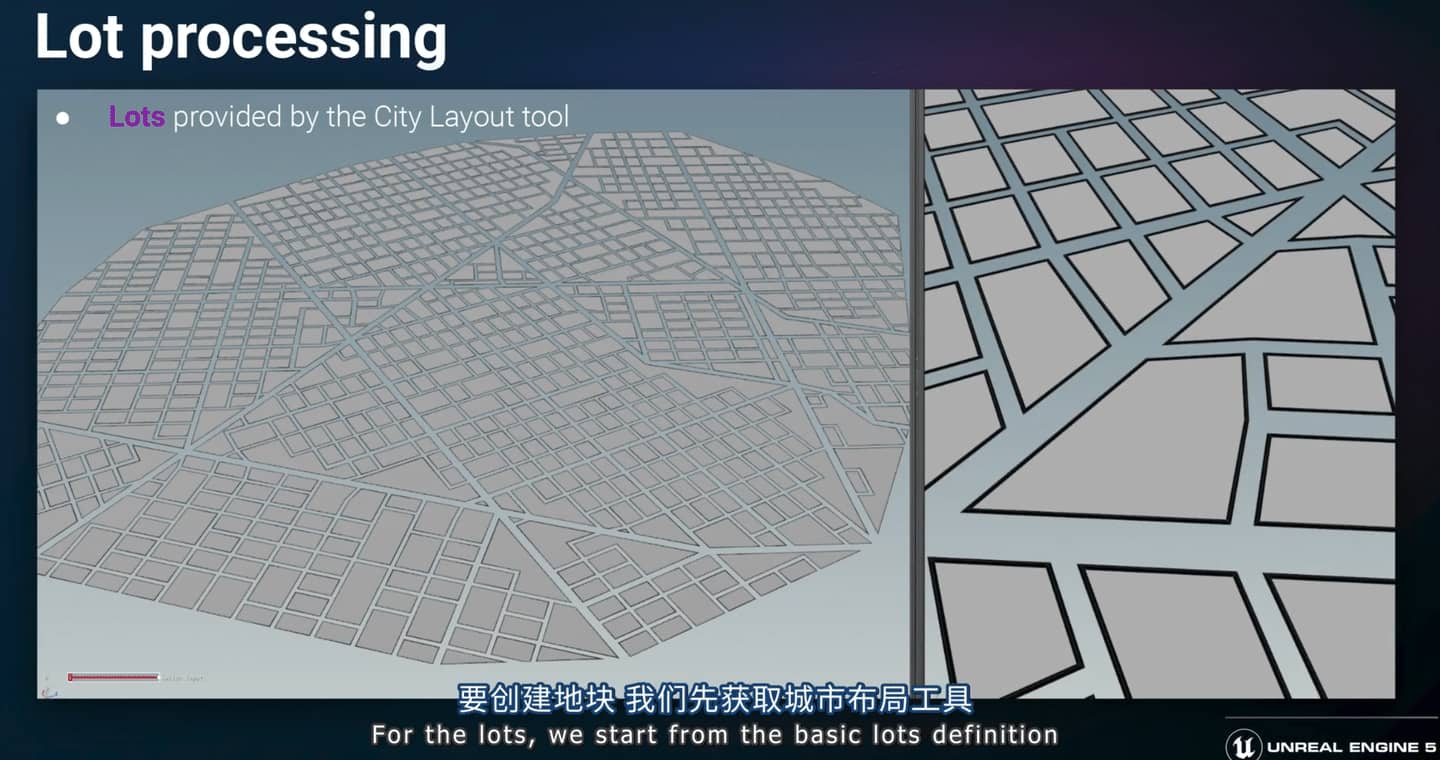 Lot processing
● Lots provided by the City Layout tool
要创建地块 我们先获取城市布局工具
For the lots, we start from the basic lots definition
UNREAL ENGINE 5